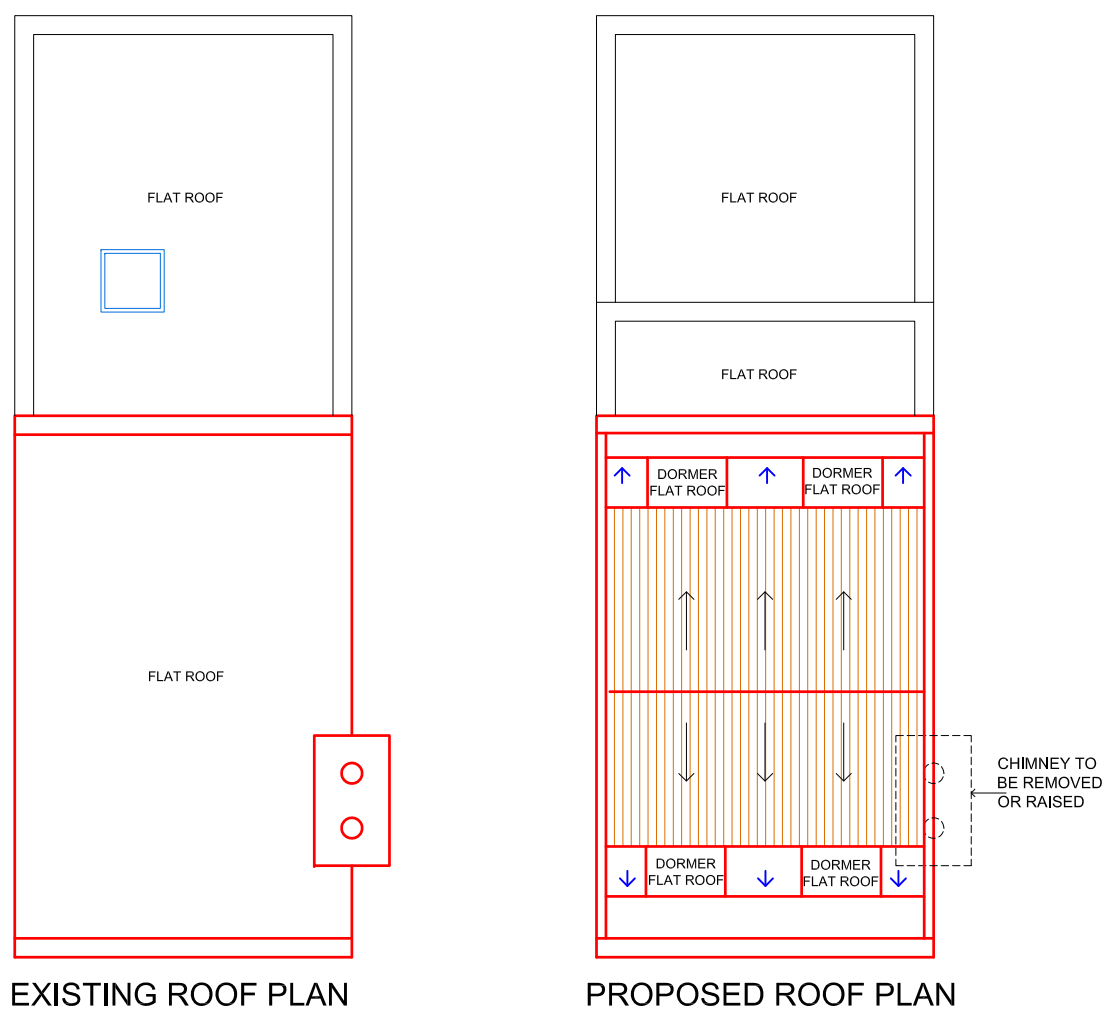 FLAT ROOF
FLAT ROOF
EXISTING ROOF PLAN
FLAT ROOF
FLAT ROOF
DORMER
FLAT ROOF
DORMER
FLAT ROOF
CHIMNEY TO
BE REMOVED
OR RAISED
DORMER
FLAT ROOF
DORMER
FLAT ROOF
PROPOSED ROOF PLAN